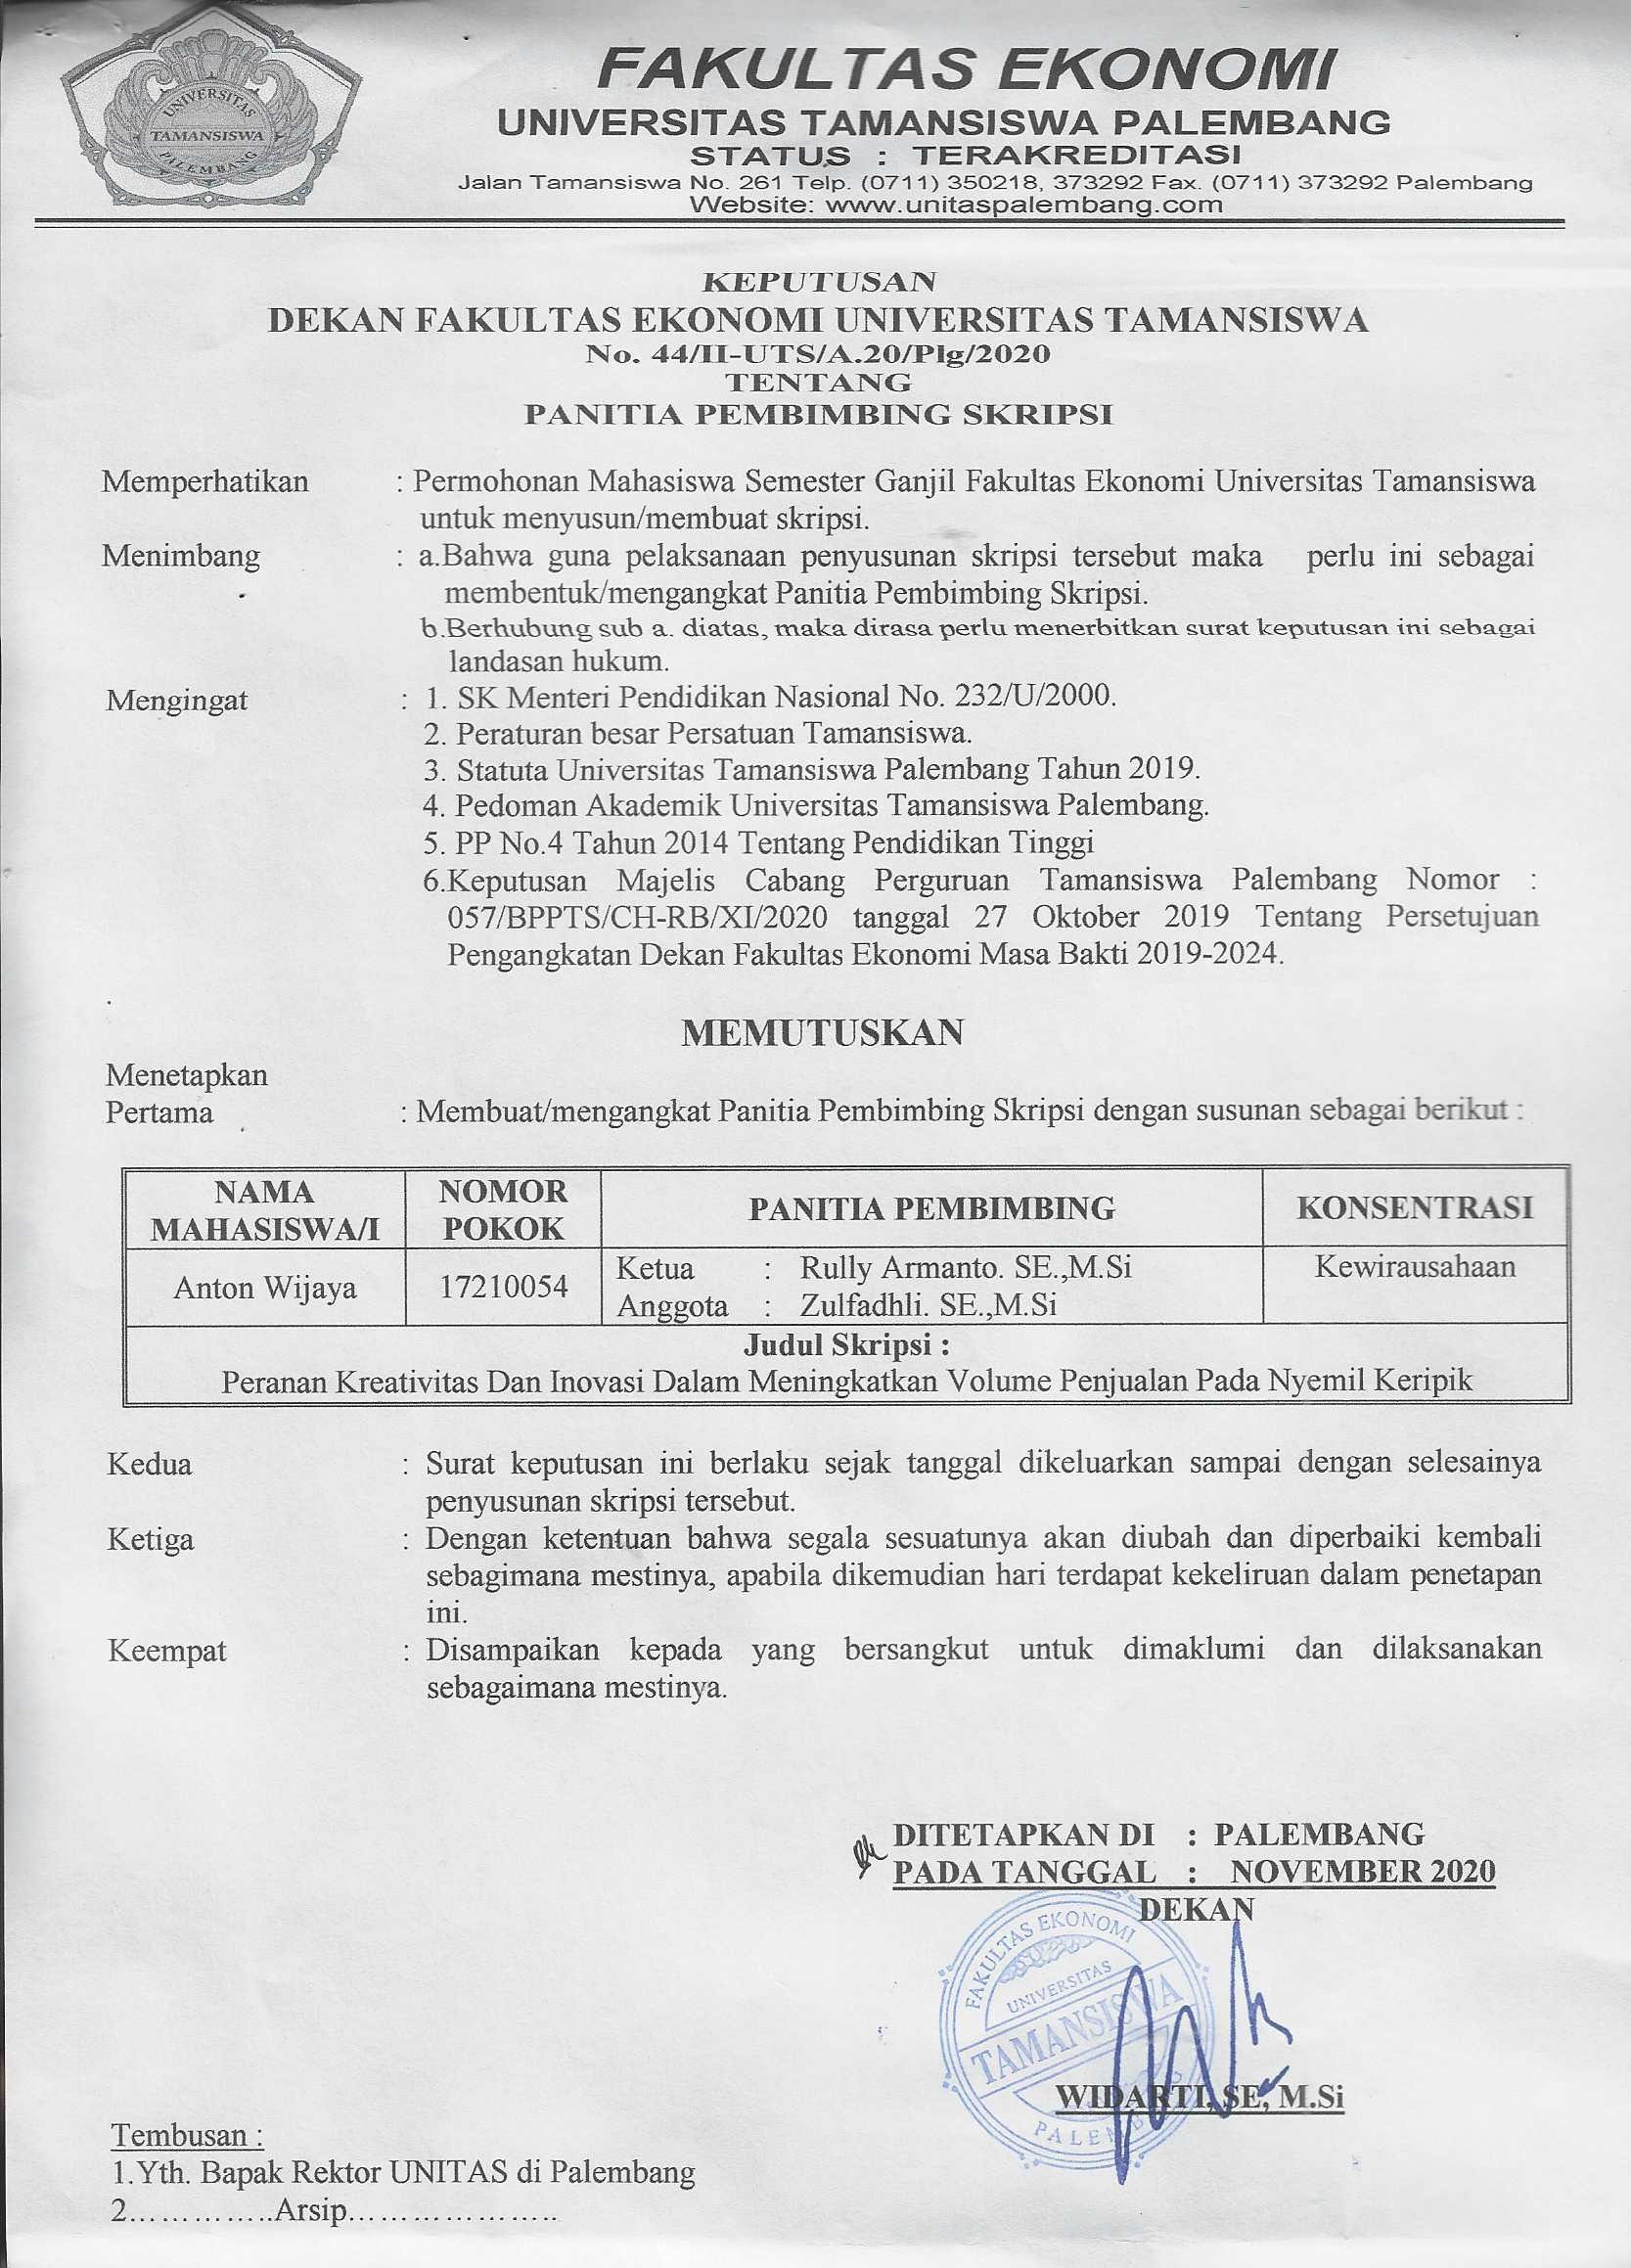 UNIVERSITAS
TAMANSISWA
PALEMBANG
FAKULTAS EKONOMI
UNIVERSITAS TAMANSISWA PALEMBANG
STATUS : TERAKREDITASI
Jalan Tamansiswa No. 261 Telp. (0711) 350218, 373292 Fax. (0711) 373292 Palembang
Website: www.unitaspalembang.com
KEPUTUSAN
DEKAN FAKULTAS EKONOMI UNIVERSITAS TAMANSISWA
No. 44/II-UTS/A.20/Plg/2020
TENTANG
PANITIA PEMBIMBING SKRIPSI
Memperhatikan : Permohonan Mahasiswa Semester Ganjil Fakultas Ekonomi Universitas Tamansiswa
untuk menyusun/membuat skripsi.
Menimbang : a.Bahwa guna pelaksanaan penyusunan skripsi tersebut maka perlu ini sebagai
membentuk/mengangkat Panitia Pembimbing Skripsi.
b.Berhubung sub a. diatas, maka dirasa perlu menerbitkan surat keputusan ini sebagai
landasan hukum.
Mengingat : 1. SK Menteri Pendidikan Nasional No. 232/U/2000.
2. Peraturan besar Persatuan Tamansiswa.
3. Statuta Universitas Tamansiswa Palembang Tahun 2019.
4. Pedoman Akademik Universitas Tamansiswa Palembang.
5. PP No.4 Tahun 2014 Tentang Pendidikan Tinggi
6.Keputusan Majelis Cabang Perguruan Tamansiswa Palembang Nomor :
057/BPPTS/CH-RB/XI/2020 tanggal 27 Oktober 2019 Tentang Persetujuan
Pengangkatan Dekan Fakultas Ekonomi Masa Bakti 2019-2024.
MEMUTUSKAN
Menetapkan
Pertama : Membuat/mengangkat Panitia Pembimbing Skripsi dengan susunan sebagai berikut :
NAMA MAHASISWA/I NOMOR POKOK PANITIA PEMBIMBING KONSENTRASI
Anton Wijaya 17210054 Ketua : Rully Armanto. SE.,M.Si Kewirausahaan
Anggota : Zulfadhli. SE.,M.Si
Judul Skripsi :
Peranan Kreativitas Dan Inovasi Dalam Meningkatkan Volume Penjualan Pada Nyemil Keripik
Kedua : Surat keputusan ini berlaku sejak tanggal dikeluarkan sampai dengan selesainya
penyusunan skripsi tersebut.
Ketiga : Dengan ketentuan bahwa segala sesuatunya akan diubah dan diperbaiki kembali
sebagimana mestinya, apabila dikemudian hari terdapat kekeliruan dalam penetapan
ini.
Keempat : Disampaikan kepada yang bersangkut untuk dimaklumi dan dilaksanakan
sebagaimana mestinya.
DITETAPKAN DI : PALEMBANG
PADA TANGGAL : NOVEMBER 2020
DEKAN
FAKULTAS EKONOMI
UNIVERSITAS
TAMANSISWA
PALEMBANG
WIDARTI, SE, M.Si
Tembusan :
1.Yth. Bapak Rektor UNITAS di Palembang
2…………..Arsip…………………